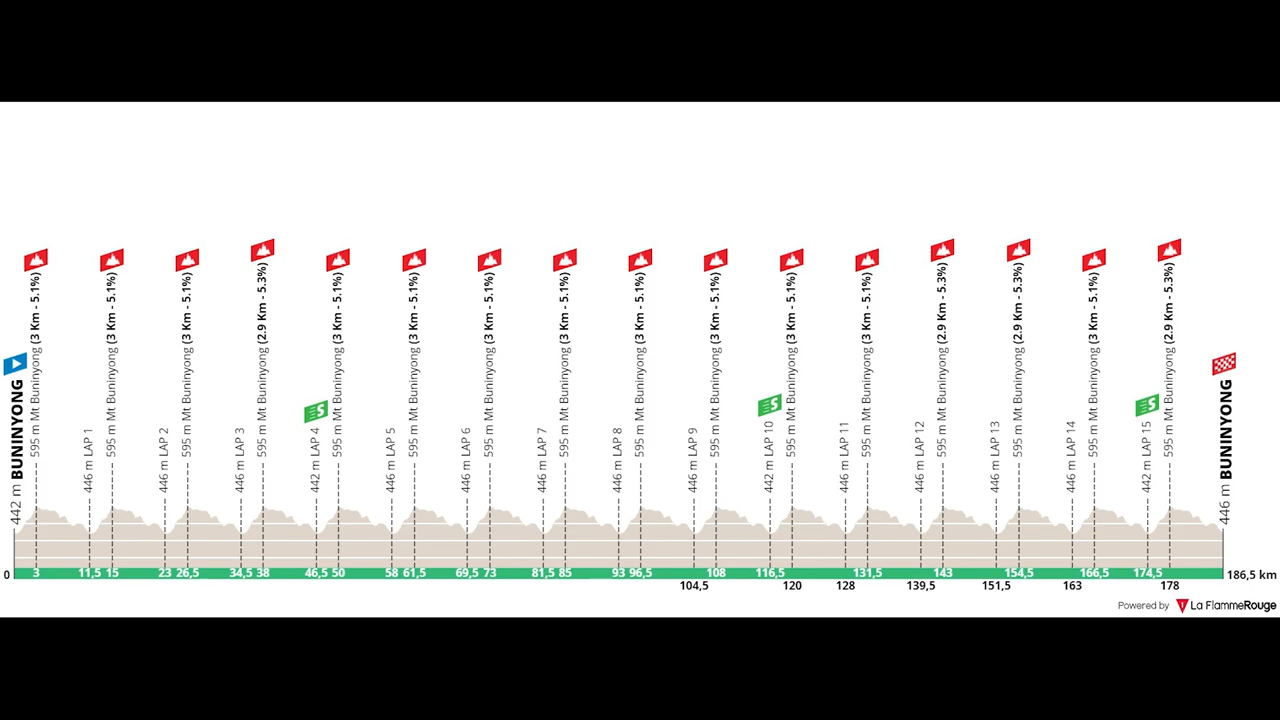 442 m BUNINYONG
595 m Mt Buninyong (3 Km - 5.1%)
446 m LAP 1
595 m Mt Buninyong (3 Km - 5.1%)
446 m LAP 2
595 m Mt Buninyong (3 Km - 5.1%)
446 m LAP 3
595 m Mt Buninyong (2.9 Km - 5.3%)
S
442 m LAP 4
595 m Mt Buninyong (3 Km - 5.1%)
446 m LAP 5
595 m Mt Buninyong (3 Km - 5.1%)
446 m LAP 6
595 m Mt Buninyong (3 Km - 5.1%)
446 m LAP 7
595 m Mt Buninyong (3 Km - 5.1%)
446 m LAP 8
595 m Mt Buninyong (3 Km - 5.1%)
446 m LAP 9
595 m Mt Buninyong (3 Km - 5.1%)
S
442 m LAP 10
595 m Mt Buninyong (3 Km - 5.1%)
446 m LAP 11
595 m Mt Buninyong (3 Km - 5.1%)
446 m LAP 12
595 m Mt Buninyong (2.9 Km - 5.3%)
446 m LAP 13
595 m Mt Buninyong (2.9 Km - 5.3%)
446 m LAP 14
595 m Mt Buninyong (3 Km - 5.1%)
S
442 m LAP 15
595 m Mt Buninyong (2.9 Km - 5.3%)
446 m BUNINYONG
0 3 11,5 15 23 26,5 34,5 38 46,5 50 58 61,5 69,5 73 81,5 85 93 96,5 108 116,5 131,5 143 154,5 166,5 174,5 186,5 km
104,5 120 128 139,5 151,5 163 178
Powered by La FlammeRouge